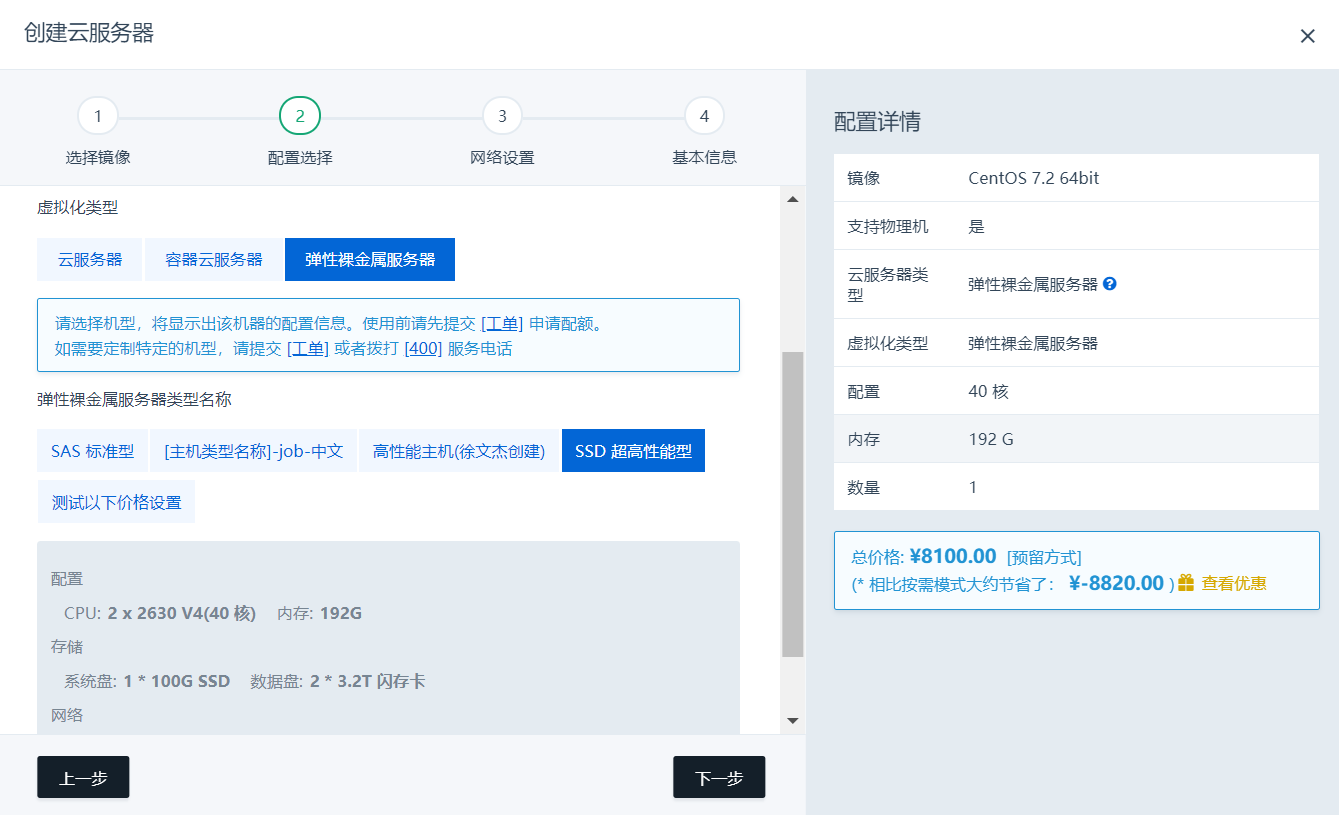 创建云服务器
1
2
3
4
选择镜像
配置选择
网络设置
基本信息
虚拟化类型
云服务器
容器云服务器
弹性裸金属服务器
请选择机型，将显示出该机器的配置信息。使用前请先提交 [工单] 申请配额。
如需要定制特定的机型，请提交 [工单] 或者拨打 [400] 服务电话
弹性裸金属服务器类型名称
SAS 标准型
[主机类型名称]-job-中文
高性能主机(徐文杰创建)
SSD 超高性能型
测试以下价格设置
配置
CPU: 2 x 2630 V4(40 核) 内存: 192G
存储
系统盘: 1 * 100G SSD 数据盘: 2 * 3.2T 闪存卡
网络
上一步
下一步
配置详情
镜像 CentOS 7.2 64bit
支持物理机 是
云服务器类
型
弹性裸金属服务器
虚拟化类型 弹性裸金属服务器
配置 40 核
内存 192 G
数量 1
总价格: ¥8100.00 [预留方式]
(* 相比按需模式大约节省了: ¥-8820.00 ) 查看优惠